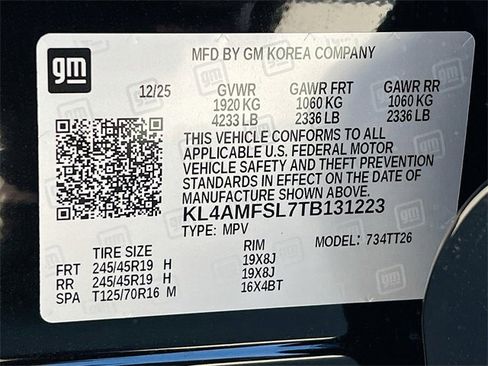 gm
MFD BY GM KOREA COMPANY
12/25 GVWR GAWR FRT GAWR RR
1920 KG 1060 KG 1060 KG
4233 LB 2336 LB 2336 LB
THIS VEHICLE CONFORMS TO ALL
APPLICABLE U.S. FEDERAL MOTOR
VEHICLE SAFETY AND THEFT PREVENTION
STANDARDS IN EFFECT ON THE DATE OF
MANUFACTURE SHOWN ABOVE.
KL4AMFSL7TB131223
TYPE: MPV MODEL: 734TT26
TIRE SIZE RIM
FRT 245/45R19 H 19X8J
RR 245/45R19 H 19X8J
SPA T125/70R16 M 16X4BT